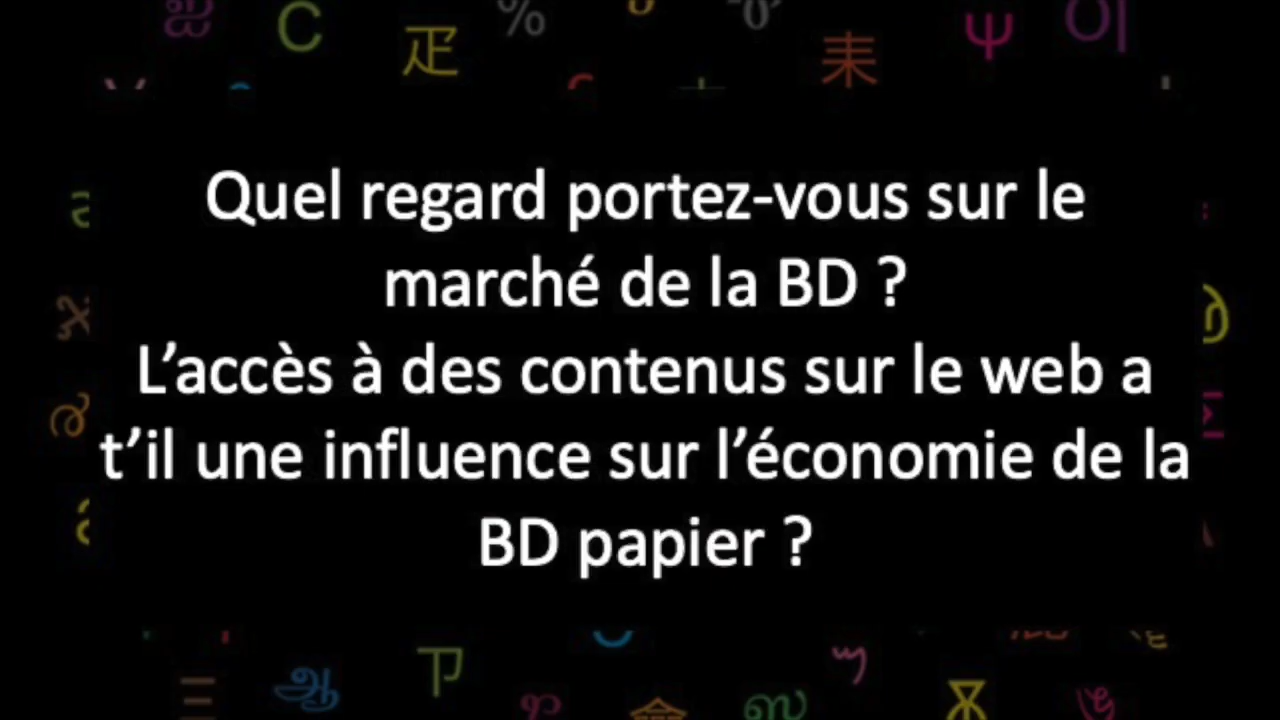 Quel regard portez-vous sur le
marché de la BD ?
L’accès à des contenus sur le web a
t’il une influence sur l’économie de la
BD papier ?